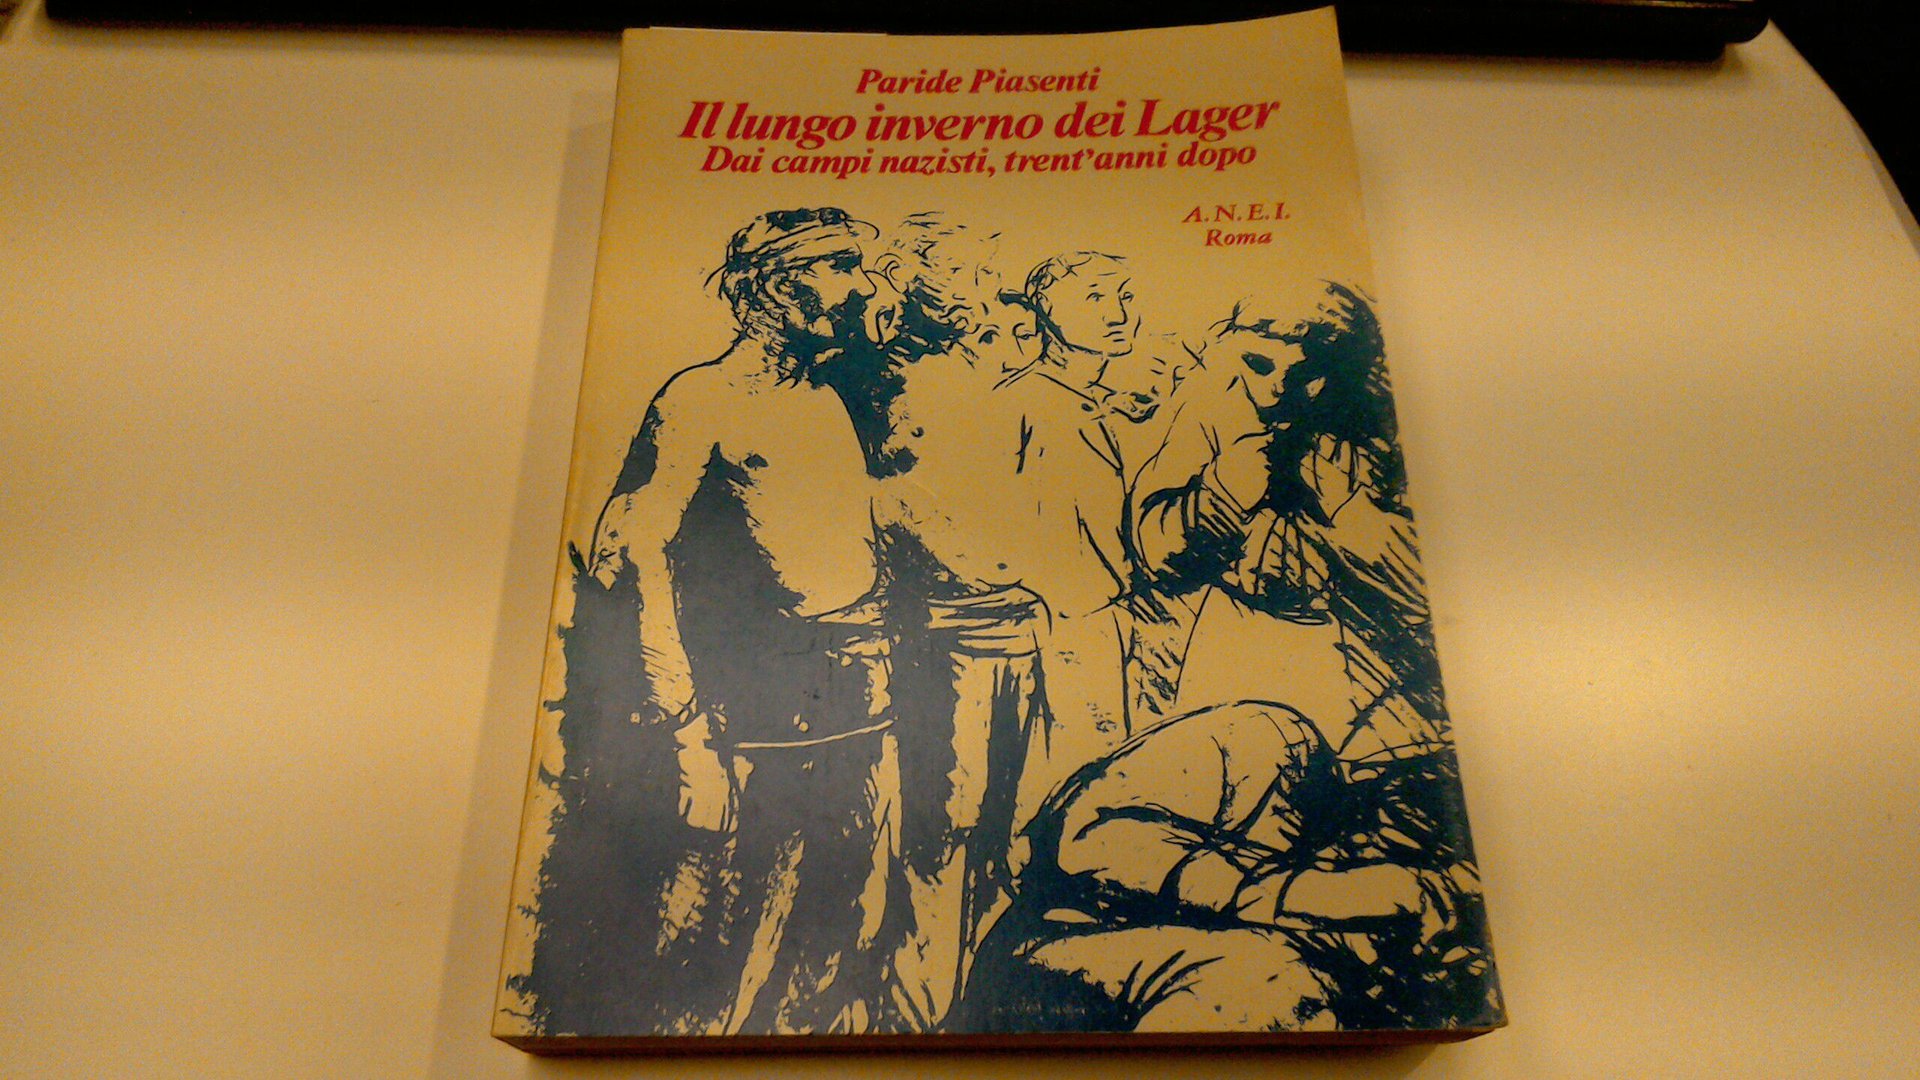 Paride Piasenti
Il lungo inverno dei Lager
Dai campi nazisti, trent'anni dopo
A. N. E. I.
Roma